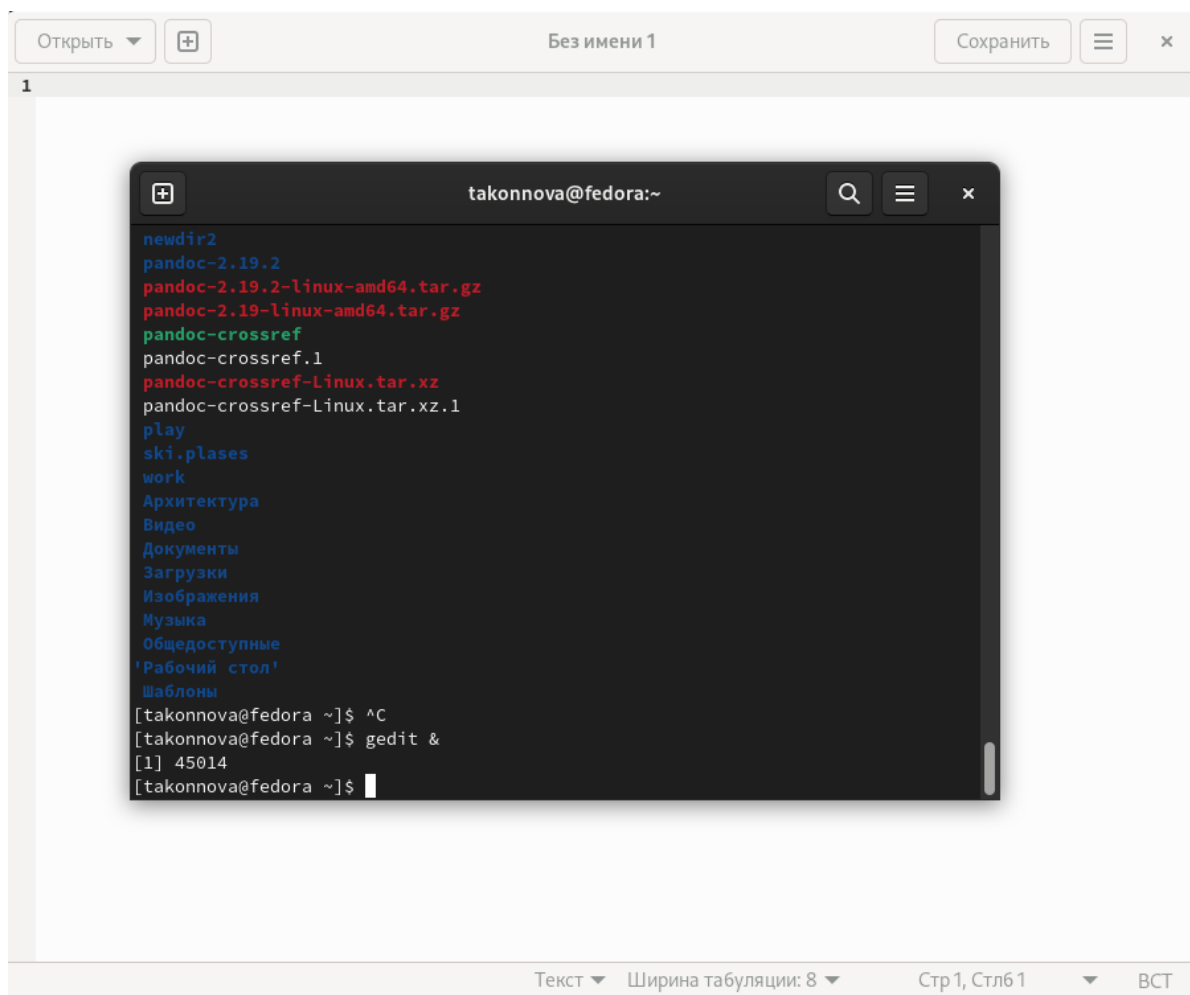 Открыть Без имени 1 Сохранить
1
takonnova@fedora:~
newdir2
pandoc-2.19.2
pandoc-2.19.2-linux-amd64.tar.gz
pandoc-2.19-linux-amd64.tar.gz
pandoc-crossref
pandoc-crossref.1
pandoc-crossref-Linux.tar.xz
pandoc-crossref-Linux.tar.xz.1
play
ski.plases
work
Архитектура
Видео
Документы
Загрузки
Изображения
Музыка
Общедоступные
'Рабочий стол'
Шаблоны
[takonnova@fedora ~]$ ^C
[takonnova@fedora ~]$ gedit &
[1] 45014
[takonnova@fedora ~]$
Текст Ширина табуляции: 8 Стр 1, Стлб 1 ВСТ